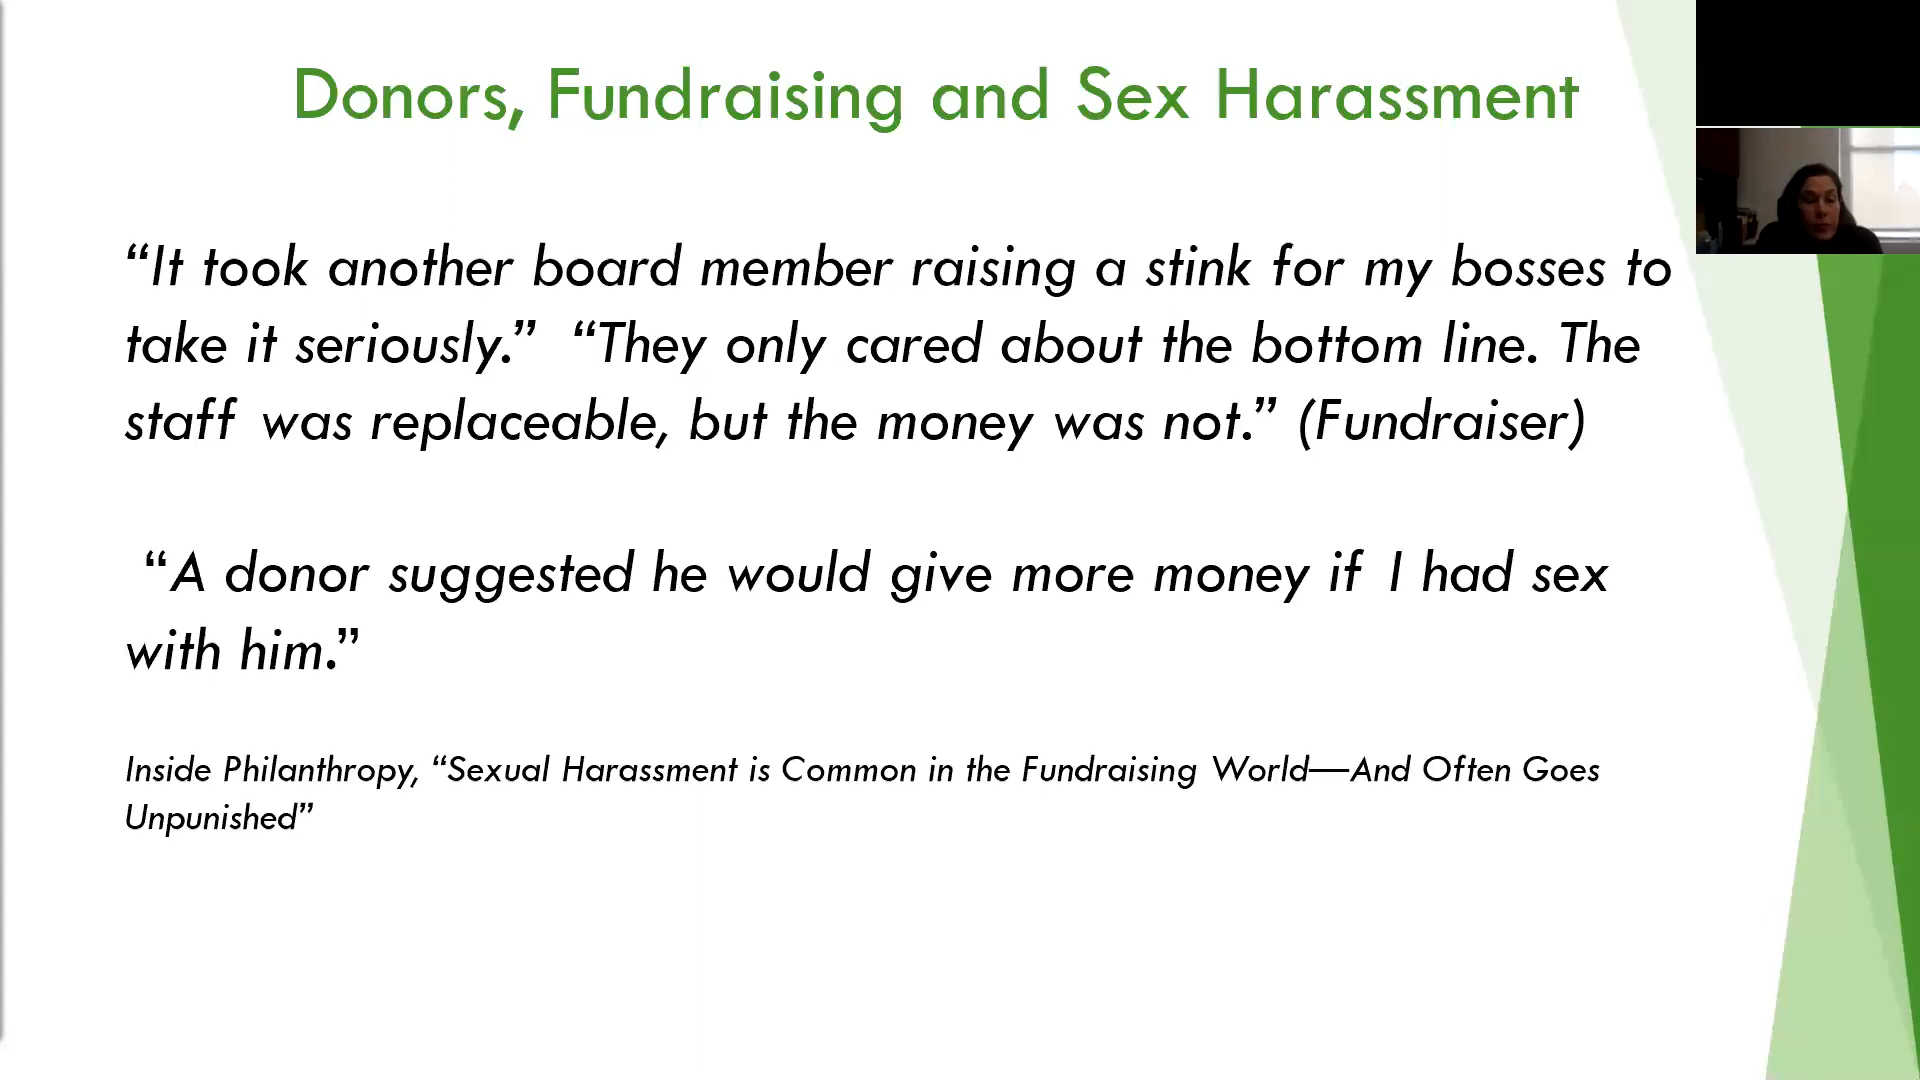 Donors, Fundraising and Sex Harassment
“It took another board member raising a stink for my bosses to
take it seriously.”  “They only cared about the bottom line. The
staff was replaceable, but the money was not.” (Fundraiser)
“A donor suggested he would give more money if I had sex
with him.”
Inside Philanthropy, “Sexual Harassment is Common in the Fundraising World—And Often Goes
Unpunished”